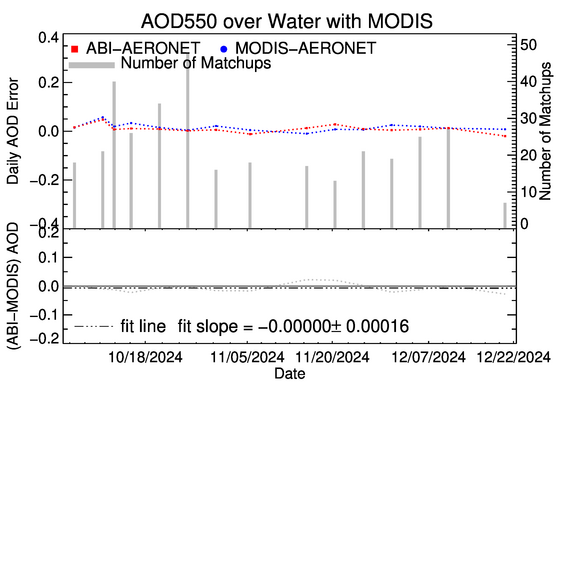 AOD550 over Water with MODIS
ABI−AERONET MODIS−AERONET
Number of Matchups
Daily AOD Error
0.4
0.2
0.0
−0.2
−0.4
50
40
30
20
10
0
Number of Matchups
(ABI−MODIS) AOD
0.2
0.1
0.0
−0.1
−0.2
fit line fit slope = −0.00000± 0.00016
10/18/2024 11/05/2024 11/20/2024 12/07/2024 12/22/2024
Date